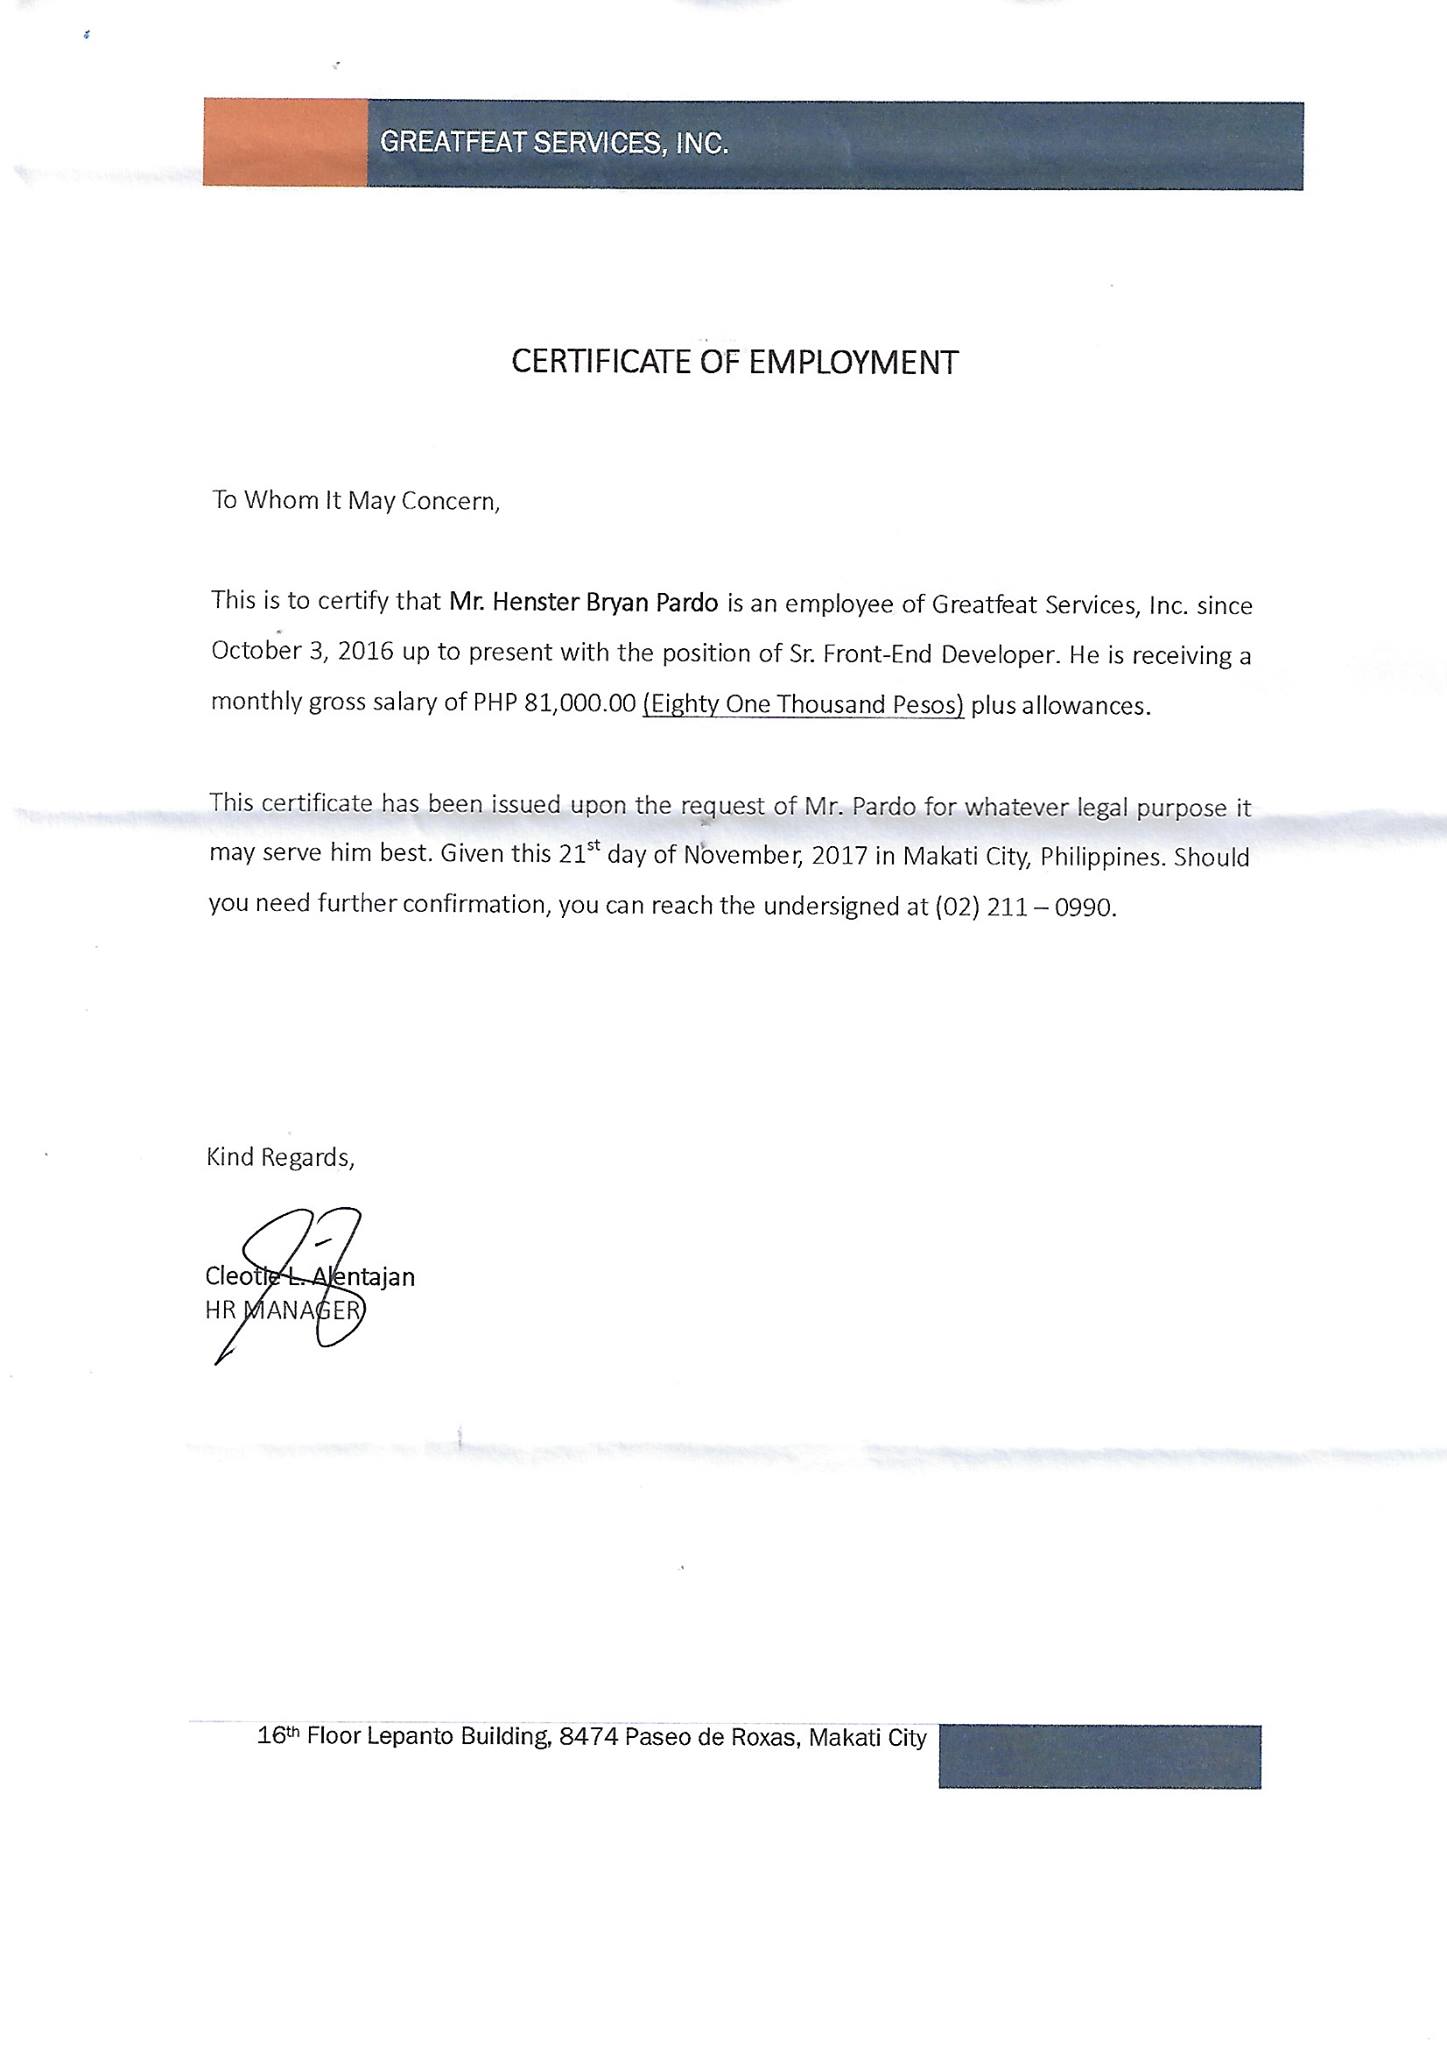 GREATFEAT SERVICES, INC.
CERTIFICATE OF EMPLOYMENT
To Whom It May Concern,
This is to certify that Mr. Henster Bryan Pardo is an employee of Greatfeat Services, Inc. since
October 3, 2016 up to present with the position of Sr. Front-End Developer. He is receiving a
monthly gross salary of PHP 81,000.00 (Eighty One Thousand Pesos) plus allowances.
This certificate has been issued upon the request of Mr. Pardo for whatever legal purpose it
may serve him best. Given this 21st day of November, 2017 in Makati City, Philippines. Should
you need further confirmation, you can reach the undersigned at (02) 211 – 0990.
Kind Regards,
Cleotie L. Alentajan
HR MANAGER
16th Floor Lepanto Building, 8474 Paseo de Roxas, Makati City